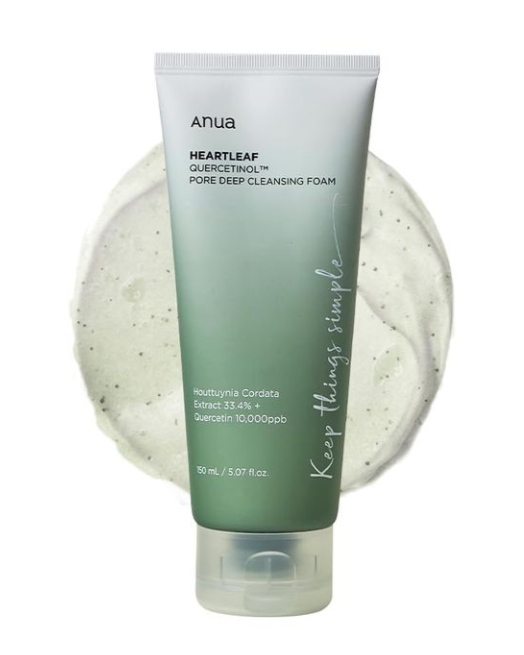 Anua
HEARTLEAF
QUERCETINOL™
PORE DEEP CLEANSING FOAM
Keep things simple
Houttuynia Cordata
Extract 33.4% +
Quercetin 10,000ppb
150 mL / 5.07 fl.oz.